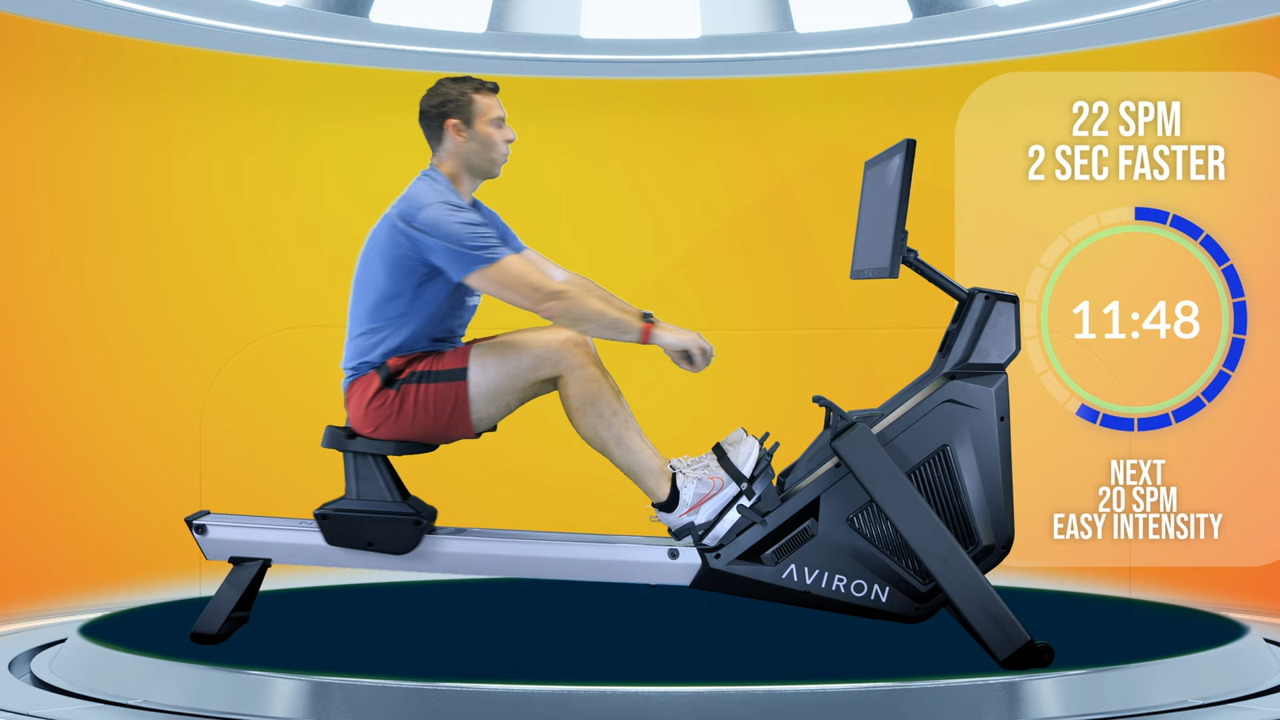 22 SPM
2 SEC FASTER
11:48
NEXT
20 SPM
EASY INTENSITY
AVIRON